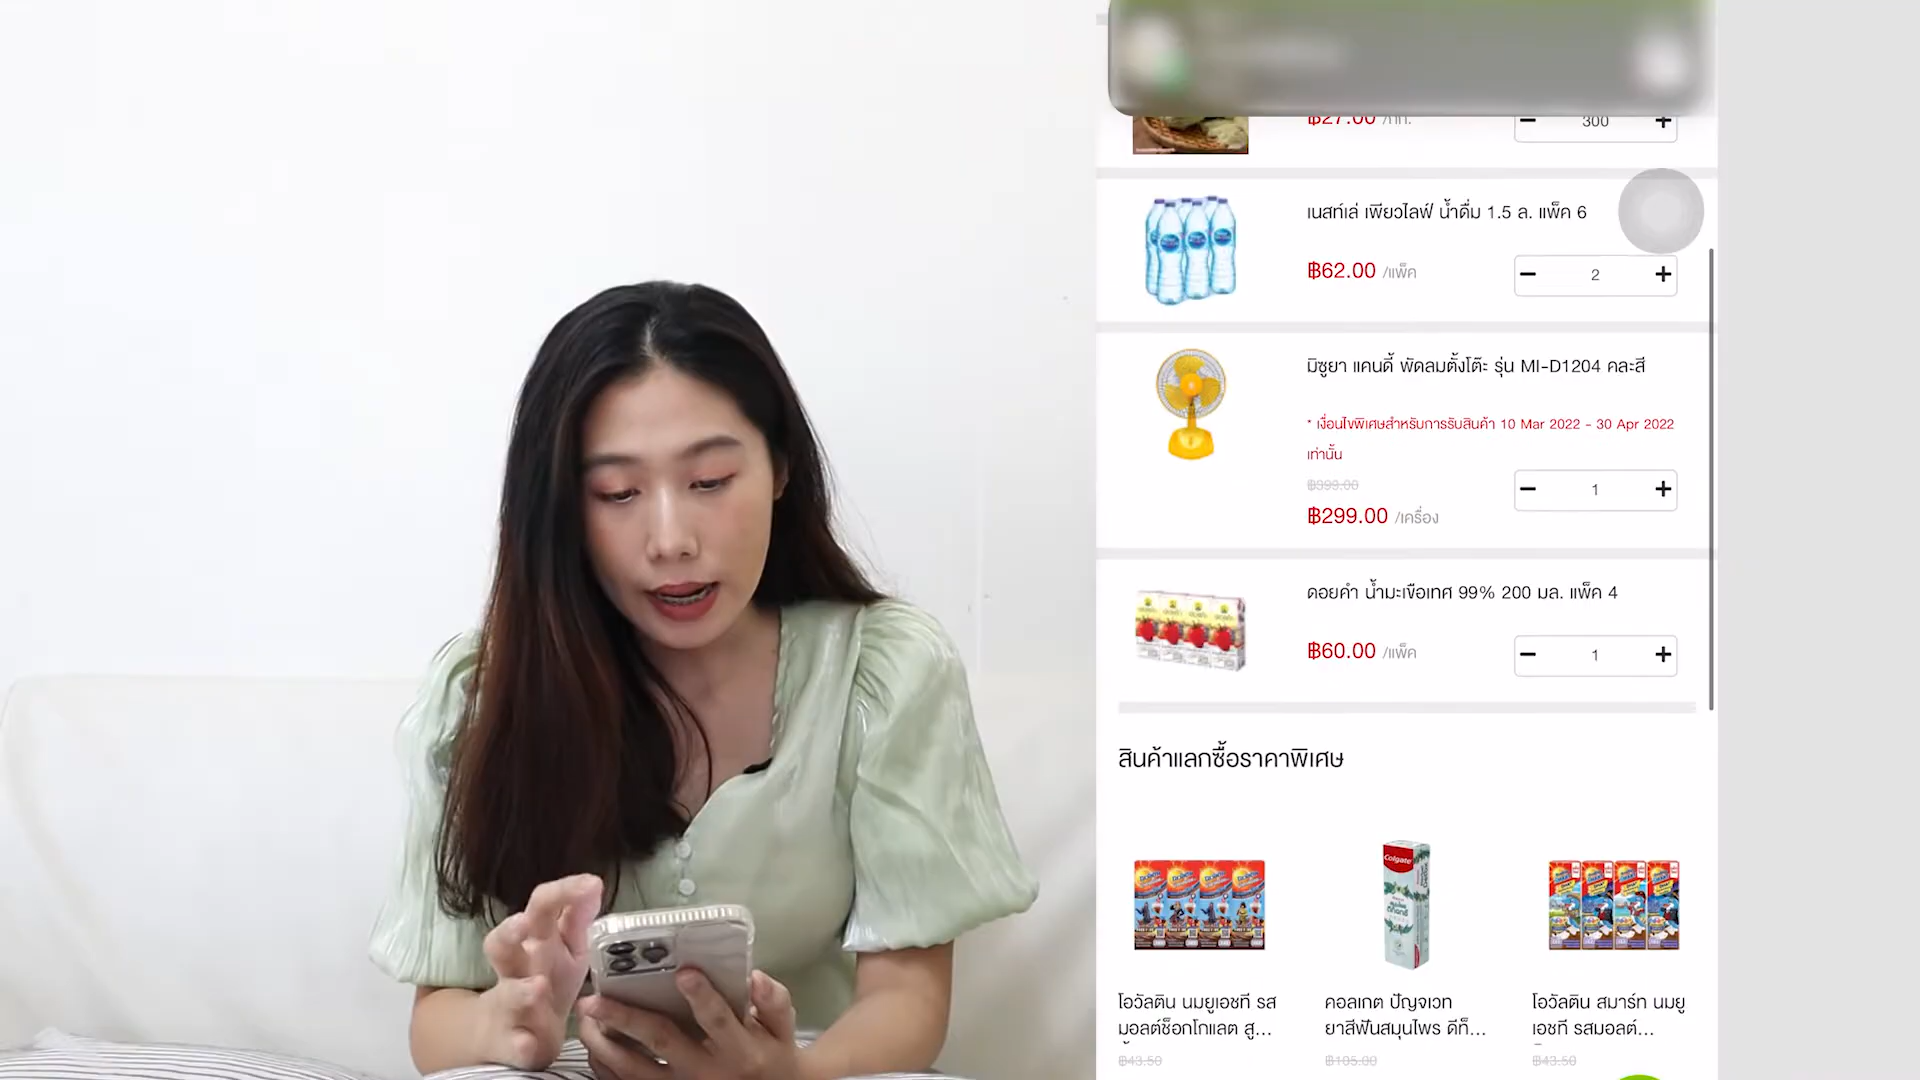 ฿27.00 /กก.
300
เนสท์เล่ เพียวไลฟ์ น้ำดื่ม 1.5 ล. แพ็ค 6
฿62.00 /แพ็ค
2
มิซูยา แคนดี้ พัดลมตั้งโต๊ะ รุ่น MI-D1204 คละสี
* เงื่อนไขพิเศษสำหรับการรับสินค้า 10 Mar 2022 - 30 Apr 2022
เท่านั้น
฿399.00
฿299.00 /เครื่อง
1
ดอยคำ น้ำมะเขือเทศ 99% 200 มล. แพ็ค 4
฿60.00 /แพ็ค
1
สินค้าแลกซื้อราคาพิเศษ
Colgate
โอวัลติน นมยูเอชที รส
มอลต์ช็อกโกแลต สู...
฿43.50
คอลเกต ปัญจเวท
ยาสีฟันสมุนไพร ดีท็...
฿105.00
โอวัลติน สมาร์ท นมยู
เอชที รสมอลต์...
฿43.50